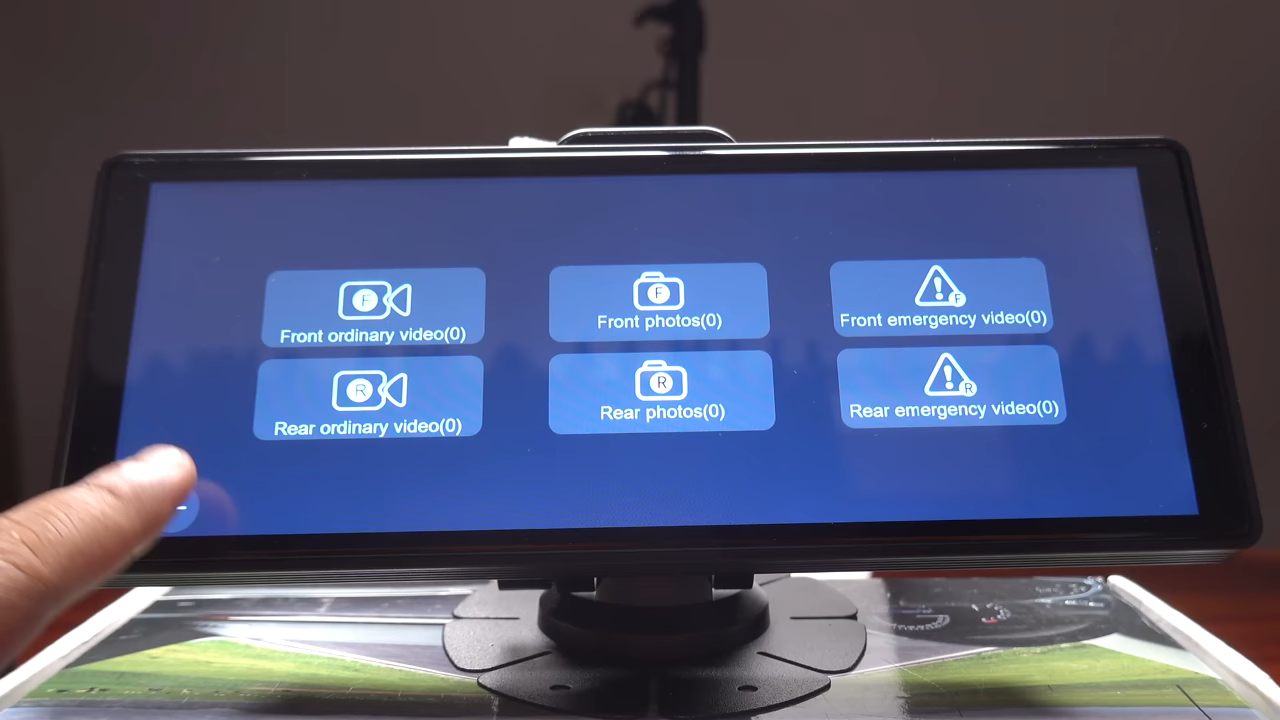 F
Front ordinary video(0)
F
Front photos(0)
F
Front emergency video(0)
R
Rear ordinary video(0)
R
Rear photos(0)
R
Rear emergency video(0)